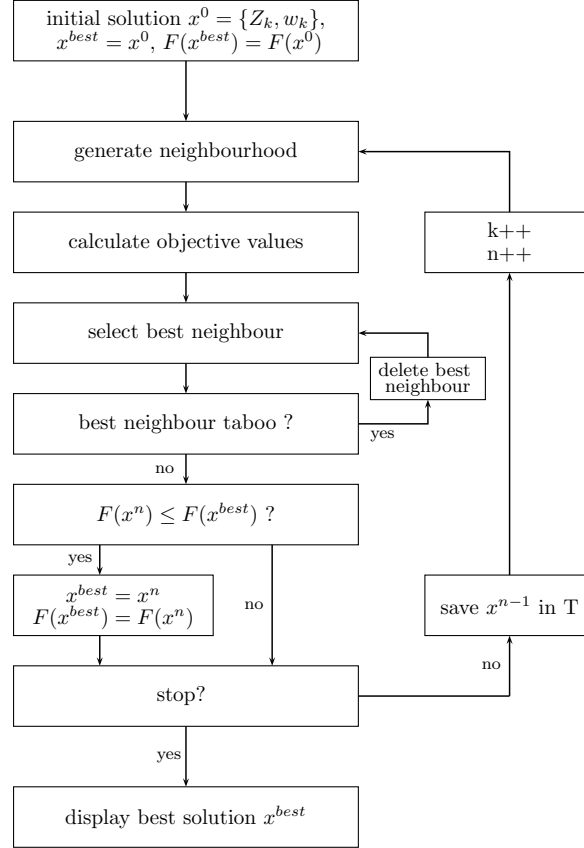 initial solution $x^0 = \{Z_k, w_k\}$,
$x^{best} = x^0$, $F(x^{best}) = F(x^0)$
generate neighbourhood
k++
n++
calculate objective values
select best neighbour
delete best
neighbour
best neighbour taboo ?
yes
no
$F(x^n) \leq F(x^{best})$ ?
yes
$x^{best} = x^n$
$F(x^{best}) = F(x^n)$
no
save $x^{n-1}$ in T
no
stop?
yes
display best solution $x^{best}$